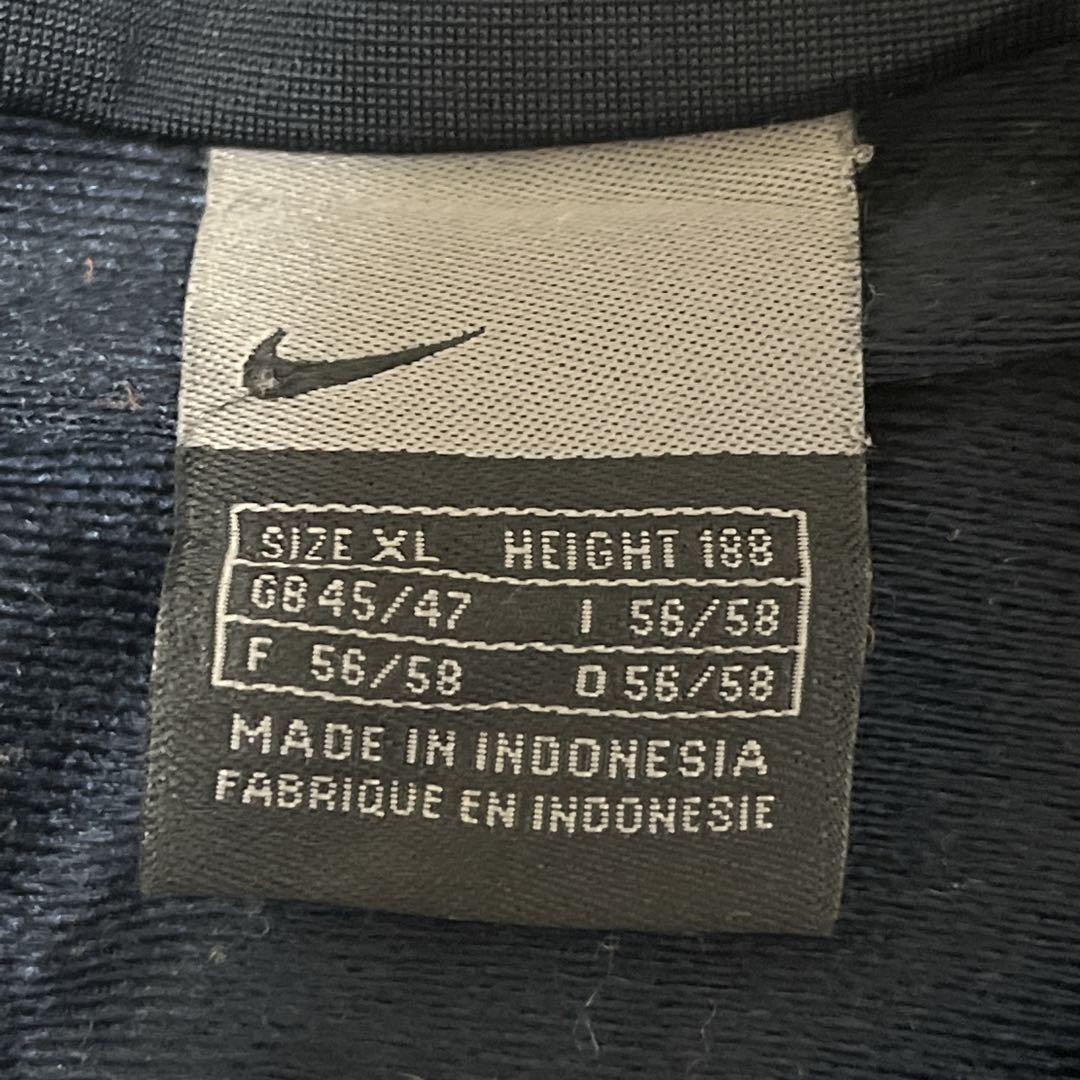 SIZE XL HEIGHT 188
GB 45/47 I 56/58
F 56/58 D 56/58
MADE IN INDONESIA
FABRIQUE EN INDONESIE